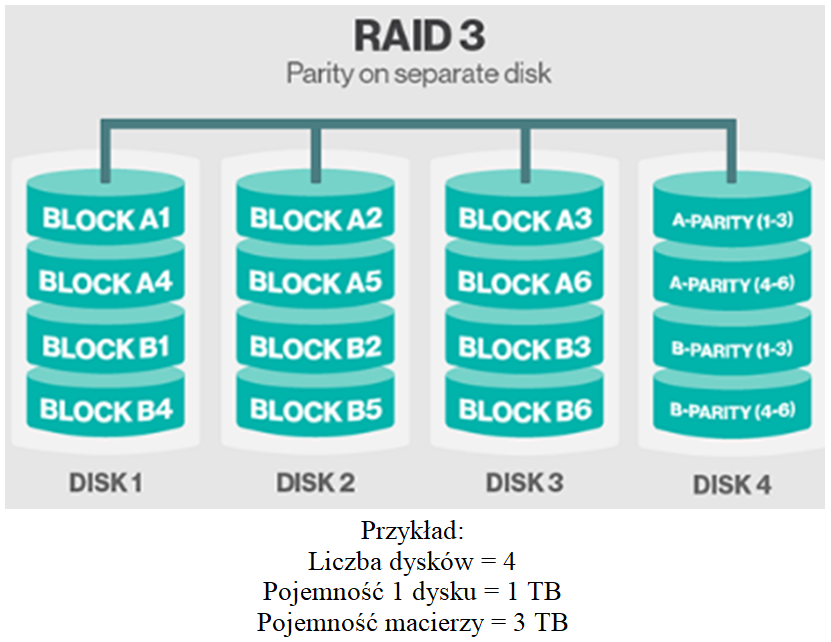 RAID 3
Parity on separate disk
BLOCK A1 BLOCK A2 BLOCK A3 A-PARITY (1-3)
BLOCK A4 BLOCK A5 BLOCK A6 A-PARITY (4-6)
BLOCK B1 BLOCK B2 BLOCK B3 B-PARITY (1-3)
BLOCK B4 BLOCK B5 BLOCK B6 B-PARITY (4-6)
DISK 1 DISK 2 DISK 3 DISK 4
Przykład:
Liczba dysków = 4
Pojemność 1 dysku = 1 TB
Pojemność macierzy = 3 TB